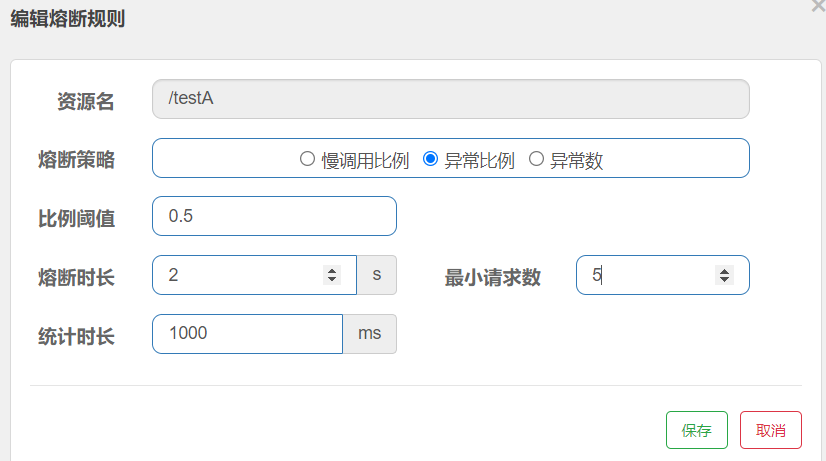 编辑熔断规则 ×
资源名 /testA
熔断策略 慢调用比例 异常比例 异常数
比例阈值 0.5
熔断时长 2 s 最小请求数 5
统计时长 1000 ms
保存 取消